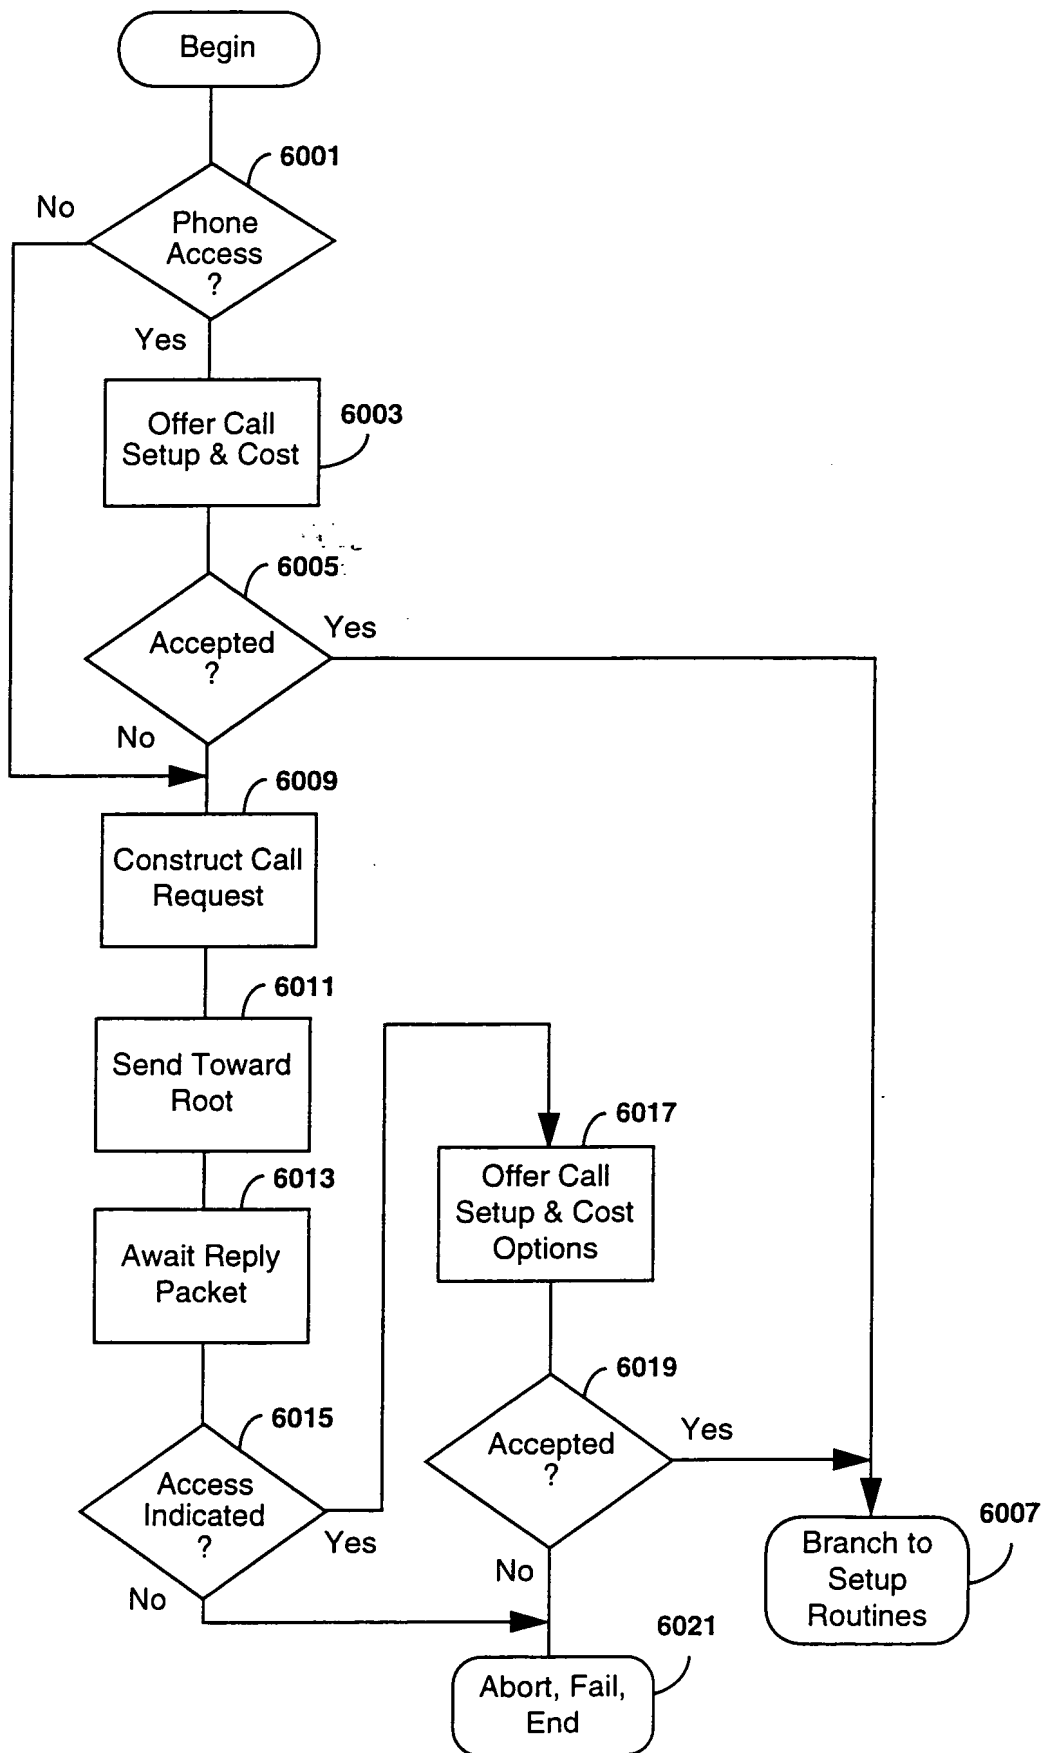 Begin
6001
No
Phone
Access
?
Yes
Offer Call
Setup & Cost
6003
6005
Accepted
?
Yes
No
6009
Construct Call
Request
6011
Send Toward
Root
6013
Await Reply
Packet
6015
Access
Indicated
?
Yes
No
6017
Offer Call
Setup & Cost
Options
6019
Accepted
?
Yes
No
6007
Branch to
Setup
Routines
6021
Abort, Fail,
End